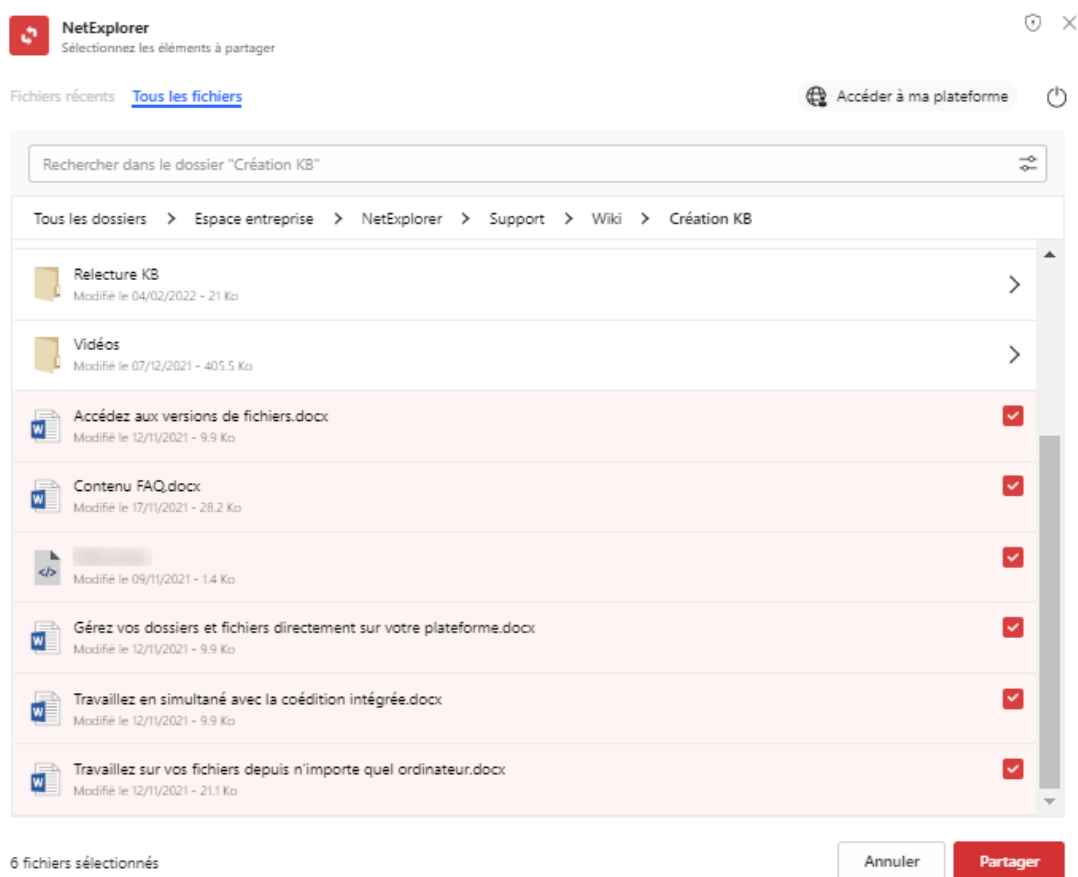 NetExplorer
Sélectionnez les éléments à partager
Fichiers récents Tous les fichiers Accéder à ma plateforme
Rechercher dans le dossier "Création KB"
Tous les dossiers > Espace entreprise > NetExplorer > Support > Wiki > Création KB
Relecture KB
Modifié le 04/02/2022 - 21 Ko
Vidéos
Modifié le 07/12/2021 - 405.5 Ko
Accédez aux versions de fichiers.docx
Modifié le 12/11/2021 - 9.9 Ko
Contenu FAQ.docx
Modifié le 17/11/2021 - 28.2 Ko
Modifié le 09/11/2021 - 1.4 Ko
Gérez vos dossiers et fichiers directement sur votre plateforme.docx
Modifié le 12/11/2021 - 9.9 Ko
Travaillez en simultané avec la coédition intégrée.docx
Modifié le 12/11/2021 - 9.9 Ko
Travaillez sur vos fichiers depuis n'importe quel ordinateur.docx
Modifié le 12/11/2021 - 21.1 Ko
6 fichiers sélectionnés Annuler Partager